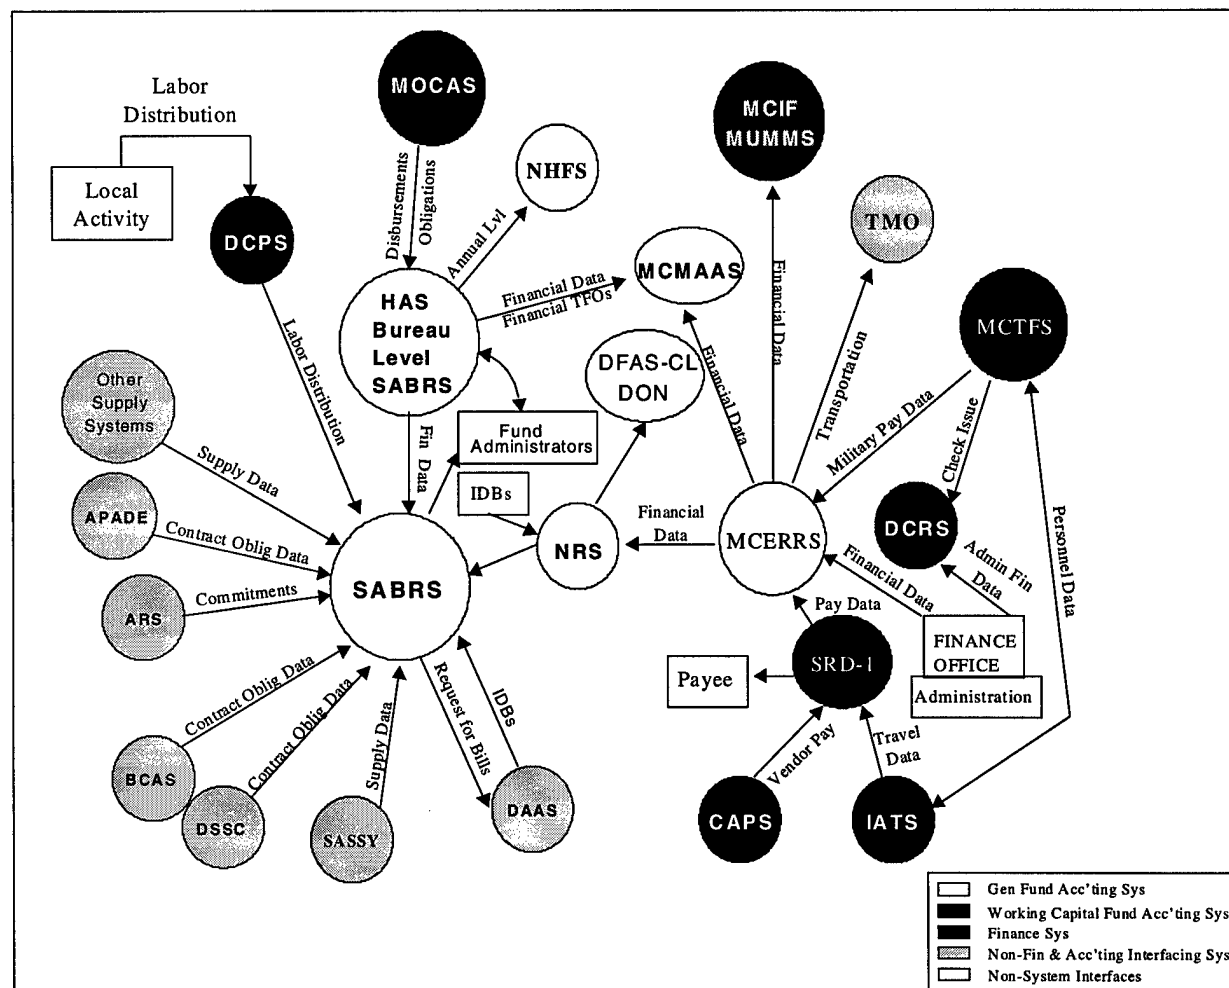 Labor
Distribution
Local
Activity
DCPS
MOCAS
Disbursements
Obligations
NHFS
Annual Lvl
HAS
Bureau
Level
SABRS
Financial Data
Financial TFOs
MCMAAS
MCIF
MUMMS
TMO
MCTFS
DFAS-CL
DON
Financial Data
Financial Data
Transportation
Military Pay Data
Check Issue
Personnel Data
Labor Distribution
Other
Supply
Systems
Supply Data
Fin Data
Fund
Administrators
IDBs
APADE
Contract Oblig Data
ARS
Commitments
SABRS
NRS
Financial
Data
MCERRS
DCRS
Admin Fin
Data
Financial Data
Pay Data
FINANCE
OFFICE
Administration
SRD-1
Payee
Contract Oblig Data
Contract Oblig Data
Supply Data
Request for Bills
IDBs
BCAS
DSSC
SASSY
DAAS
Vendor Pay
Travel
Data
CAPS
IATS
Gen Fund Acc'ting Sys
Working Capital Fund Acc'ting Sys
Finance Sys
Non-Fin & Acc'ting Interfacing Sys
Non-System Interfaces